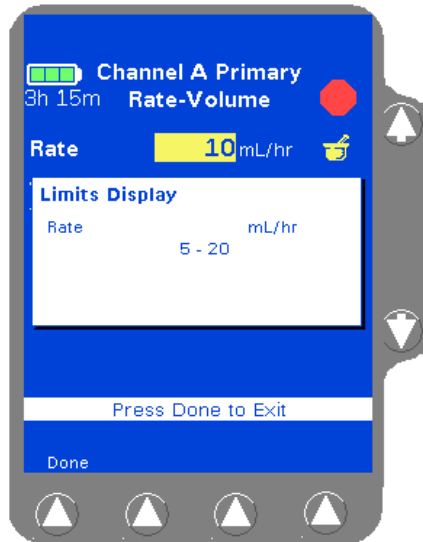 Channel A Primary
3h 15m Rate-Volume
Rate 10 mL/hr
Limits Display
Rate mL/hr
5 - 20
Press Done to Exit
Done